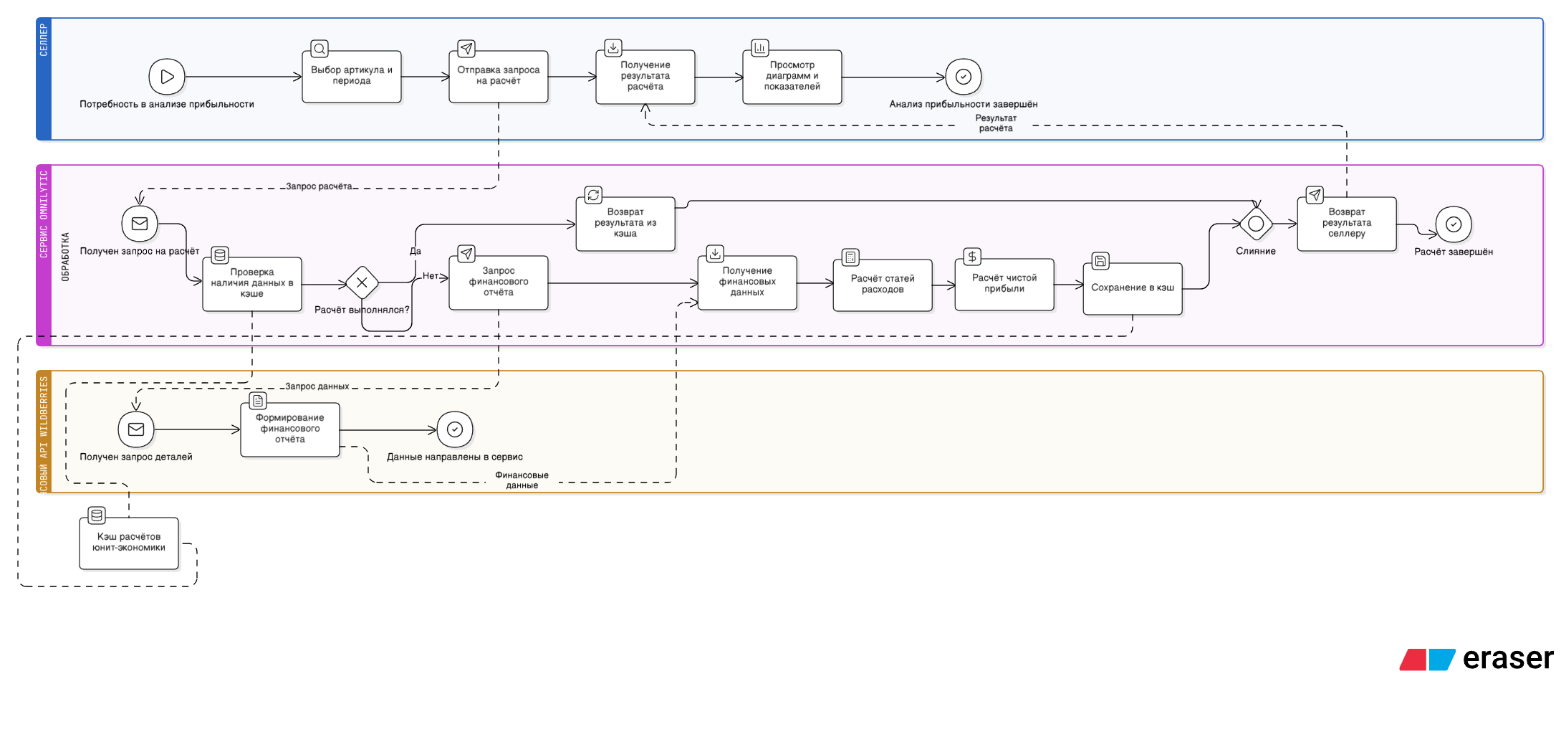 СЕЛЛЕР
Потребность в анализе прибыльности
Выбор артикула и
периода
Отправка запроса
на расчёт
Получение
результата
расчёта
Просмотр
диаграмм и
показателей
Анализ прибыльности завершён
Результат
расчёта
СЕРВИС OMNILYTIC
ОБРАБОТКА
Запрос расчёта
Получен запрос на расчёт
Проверка
наличия данных в
кэше
Расчёт выполнялся?
Да
Нет
Возврат
результата из
кэша
Запрос
финансового
отчёта
Получение
финансовых
данных
Расчёт статей
расходов
Расчёт чистой
прибыли
Сохранение в кэш
Слияние
Возврат
результата
селлеру
Расчёт завершён
СОВЫЙ API WILDBERRIES
Запрос данных
Получен запрос деталей
Формирование
финансового
отчёта
Данные направлены в сервис
Финансовые
данные
Кэш расчётов
юнит-экономики
eraser